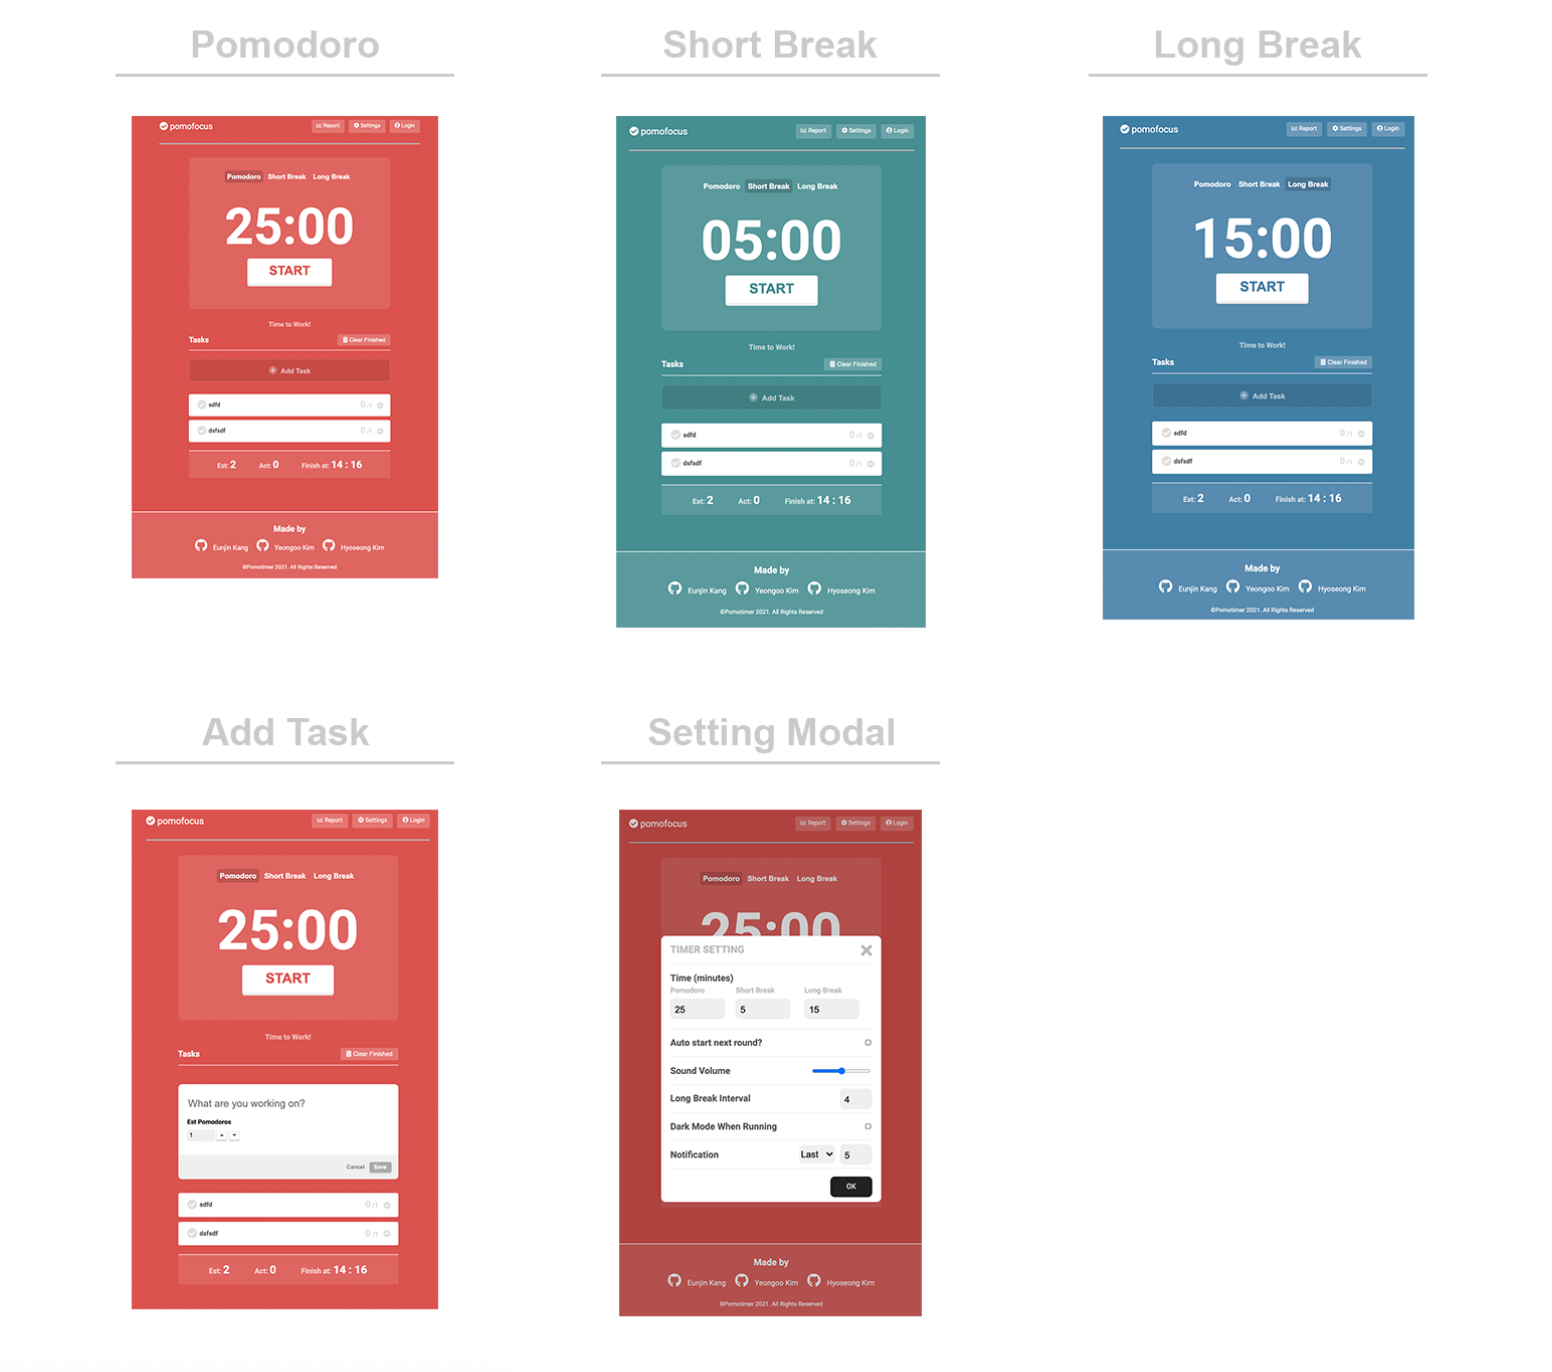 Pomodoro
pomofocus
Report Settings Login
Pomodoro Short Break Long Break
25:00
START
Time to Work!
Tasks Clear Finished
Add Task
sdfd 0/1
dsfsdf 0/1
Est: 2 Act: 0 Finish at: 14 : 16
Made by
Eunjin Kang Yeongoo Kim Hyoseong Kim
©Pomotimer 2021. All Rights Reserved
Short Break
pomofocus
Report Settings Login
Pomodoro Short Break Long Break
05:00
START
Time to Work!
Tasks Clear Finished
Add Task
sdfd 0/1
dsfsdf 0/1
Est: 2 Act: 0 Finish at: 14 : 16
Made by
Eunjin Kang Yeongoo Kim Hyoseong Kim
©Pomotimer 2021. All Rights Reserved
Long Break
pomofocus
Report Settings Login
Pomodoro Short Break Long Break
15:00
START
Time to Work!
Tasks Clear Finished
Add Task
sdfd 0/1
dsfsdf 0/1
Est: 2 Act: 0 Finish at: 14 : 16
Made by
Eunjin Kang Yeongoo Kim Hyoseong Kim
©Pomotimer 2021. All Rights Reserved
Add Task
pomofocus
Report Settings Login
Pomodoro Short Break Long Break
25:00
START
Time to Work!
Tasks Clear Finished
What are you working on?
Est Pomodoros
1
Cancel Save
sdfd 0/1
dsfsdf 0/1
Est: 2 Act: 0 Finish at: 14 : 16
Setting Modal
pomofocus
Report Settings Login
Pomodoro Short Break Long Break
25:00
TIMER SETTING
Time (minutes)
Pomodoro Short Break Long Break
25 5 15
Auto start next round?
Sound Volume
Long Break Interval 4
Dark Mode When Running
Notification Last 5
OK
Made by
Eunjin Kang Yeongoo Kim Hyoseong Kim
©Pomotimer 2021. All Rights Reserved